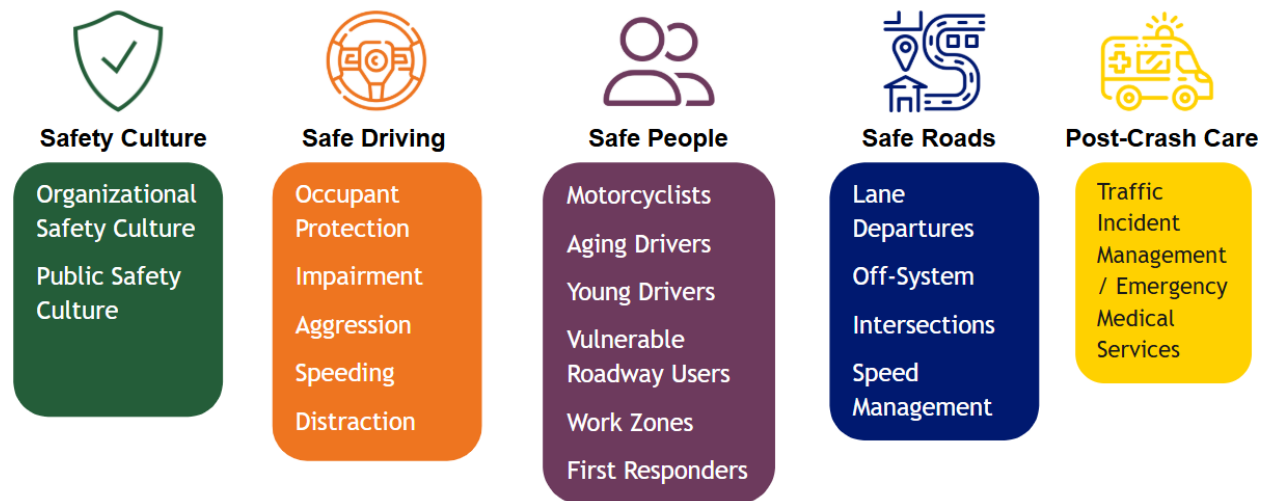 Safety Culture
Organizational
Safety Culture
Public Safety
Culture
Safe Driving
Occupant
Protection
Impairment
Aggression
Speeding
Distraction
Safe People
Motorcyclists
Aging Drivers
Young Drivers
Vulnerable
Roadway Users
Work Zones
First Responders
Safe Roads
Lane
Departures
Off-System
Intersections
Speed
Management
Post-Crash Care
Traffic
Incident
Management
/ Emergency
Medical
Services